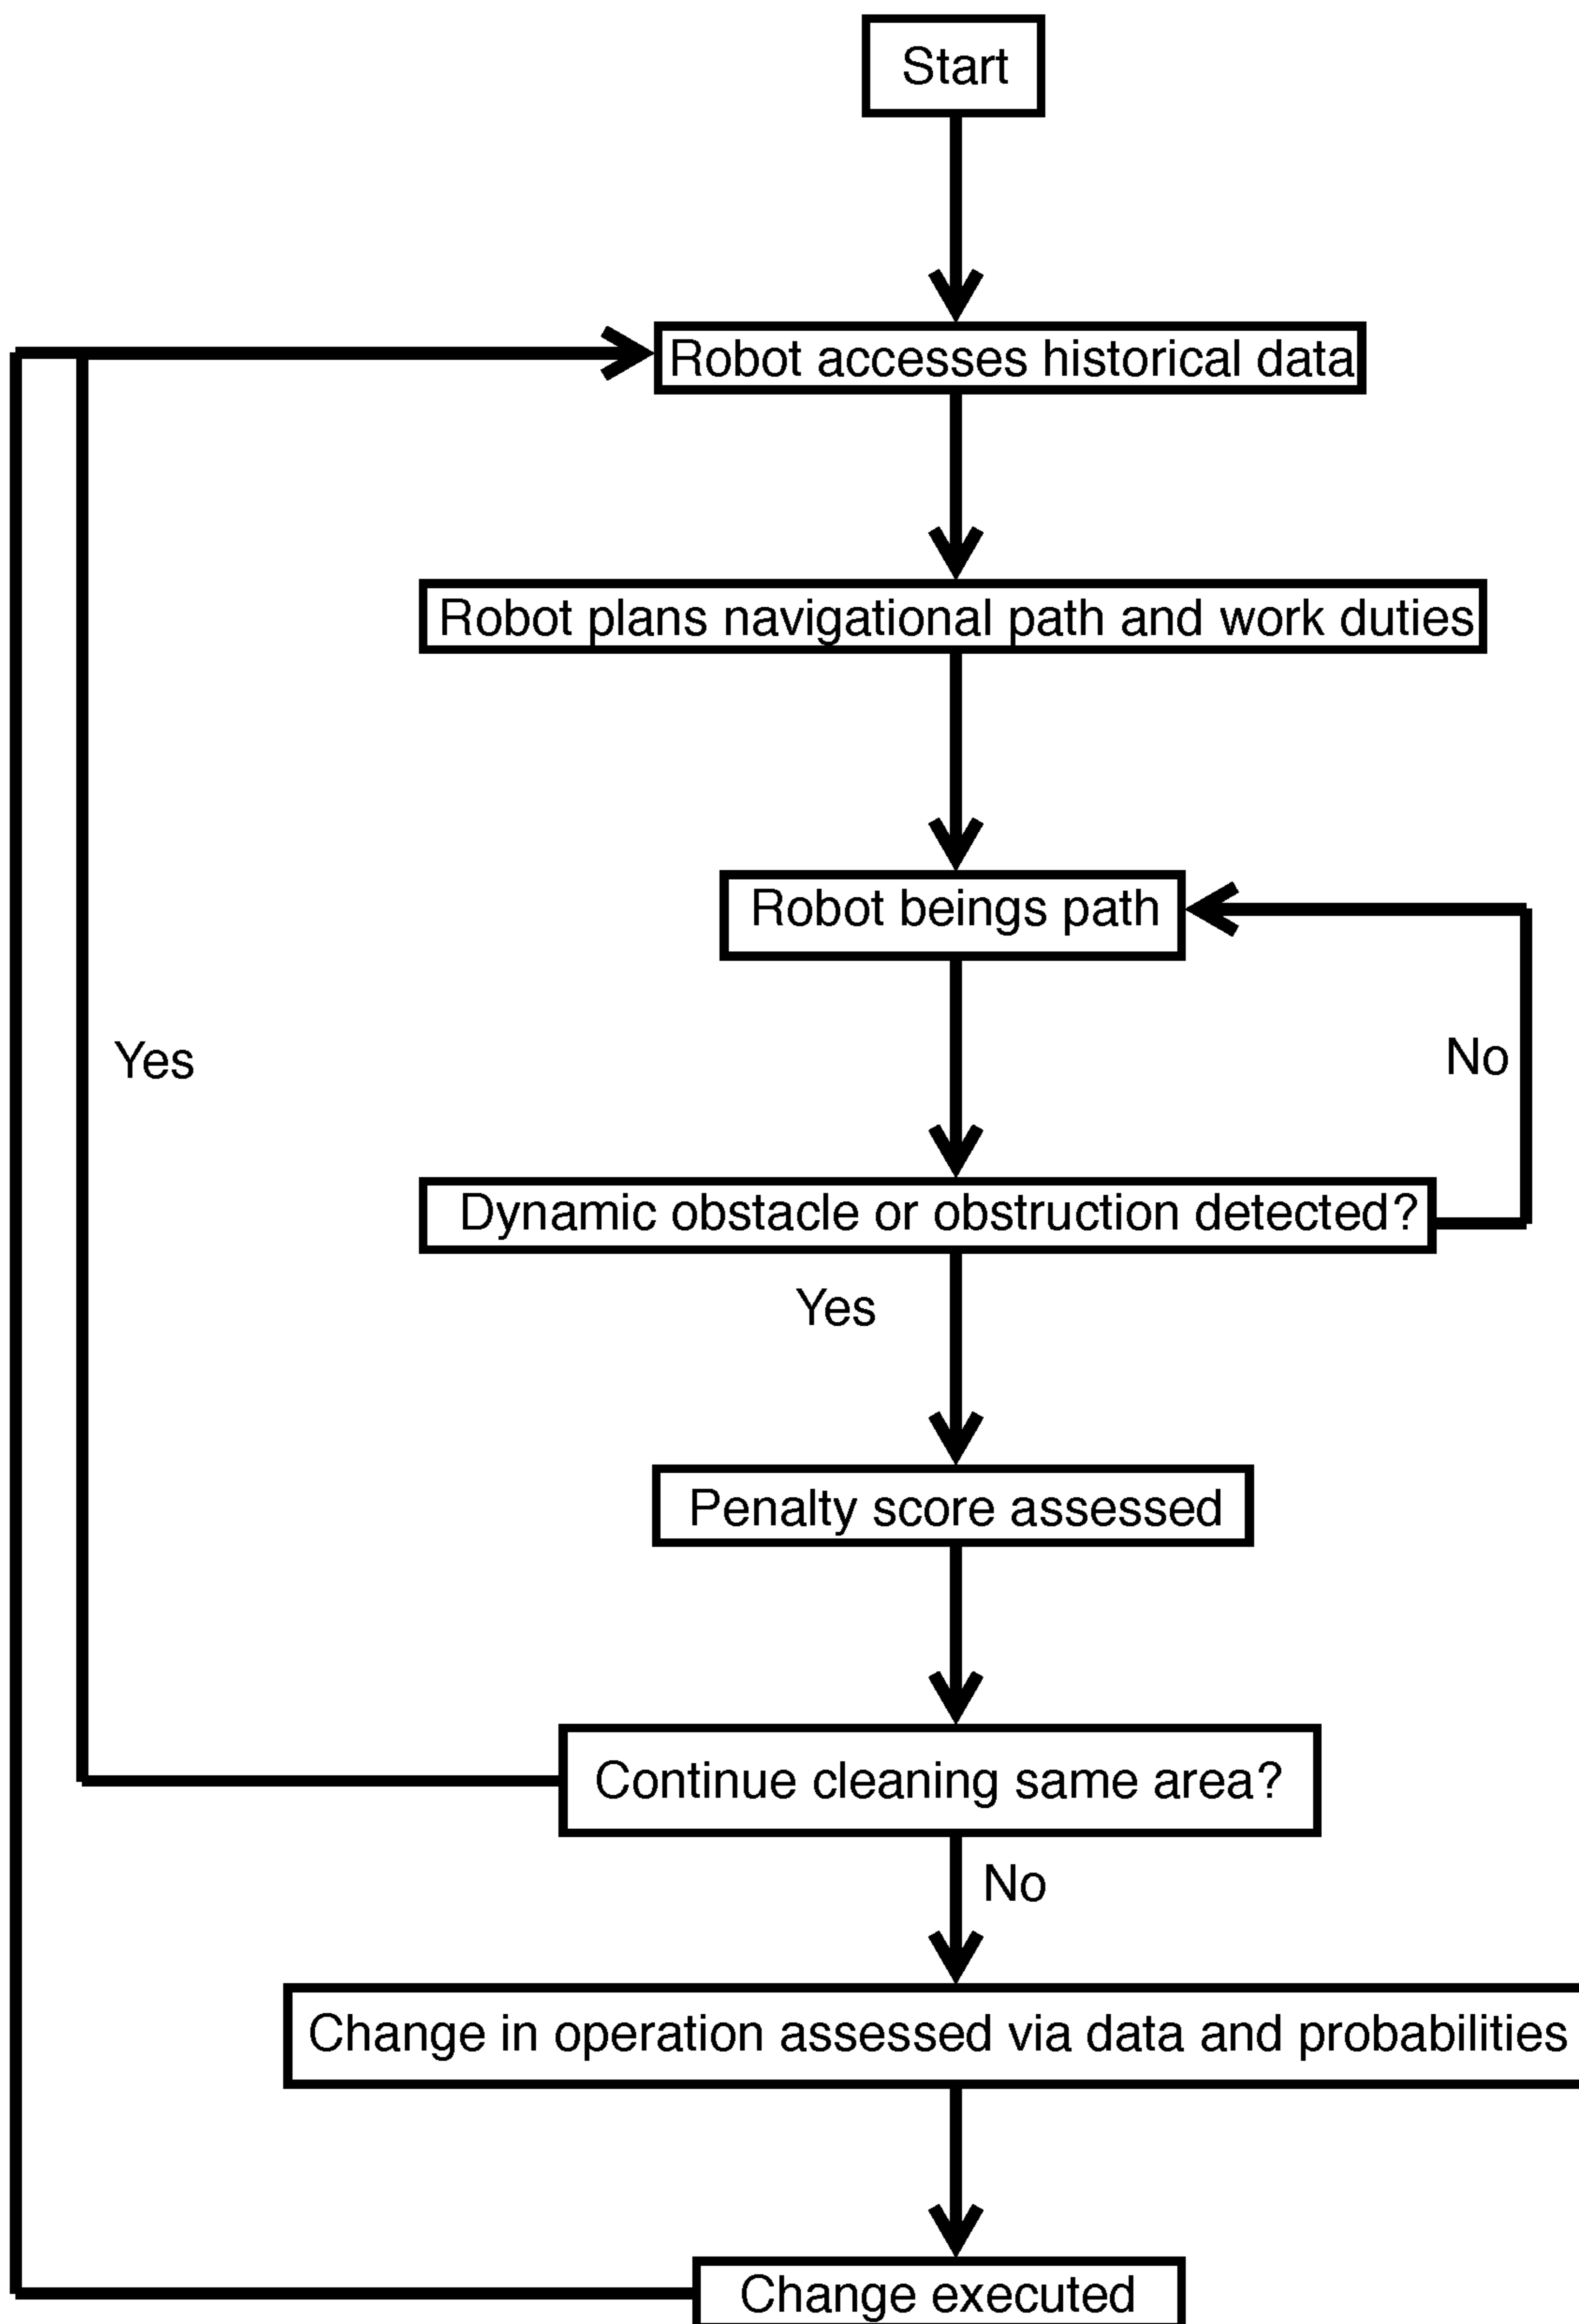 Start
Robot accesses historical data
Robot plans navigational path and work duties
Robot beings path
Yes
No
Dynamic obstacle or obstruction detected?
Yes
Penalty score assessed
Continue cleaning same area?
No
Change in operation assessed via data and probabilities
Change executed